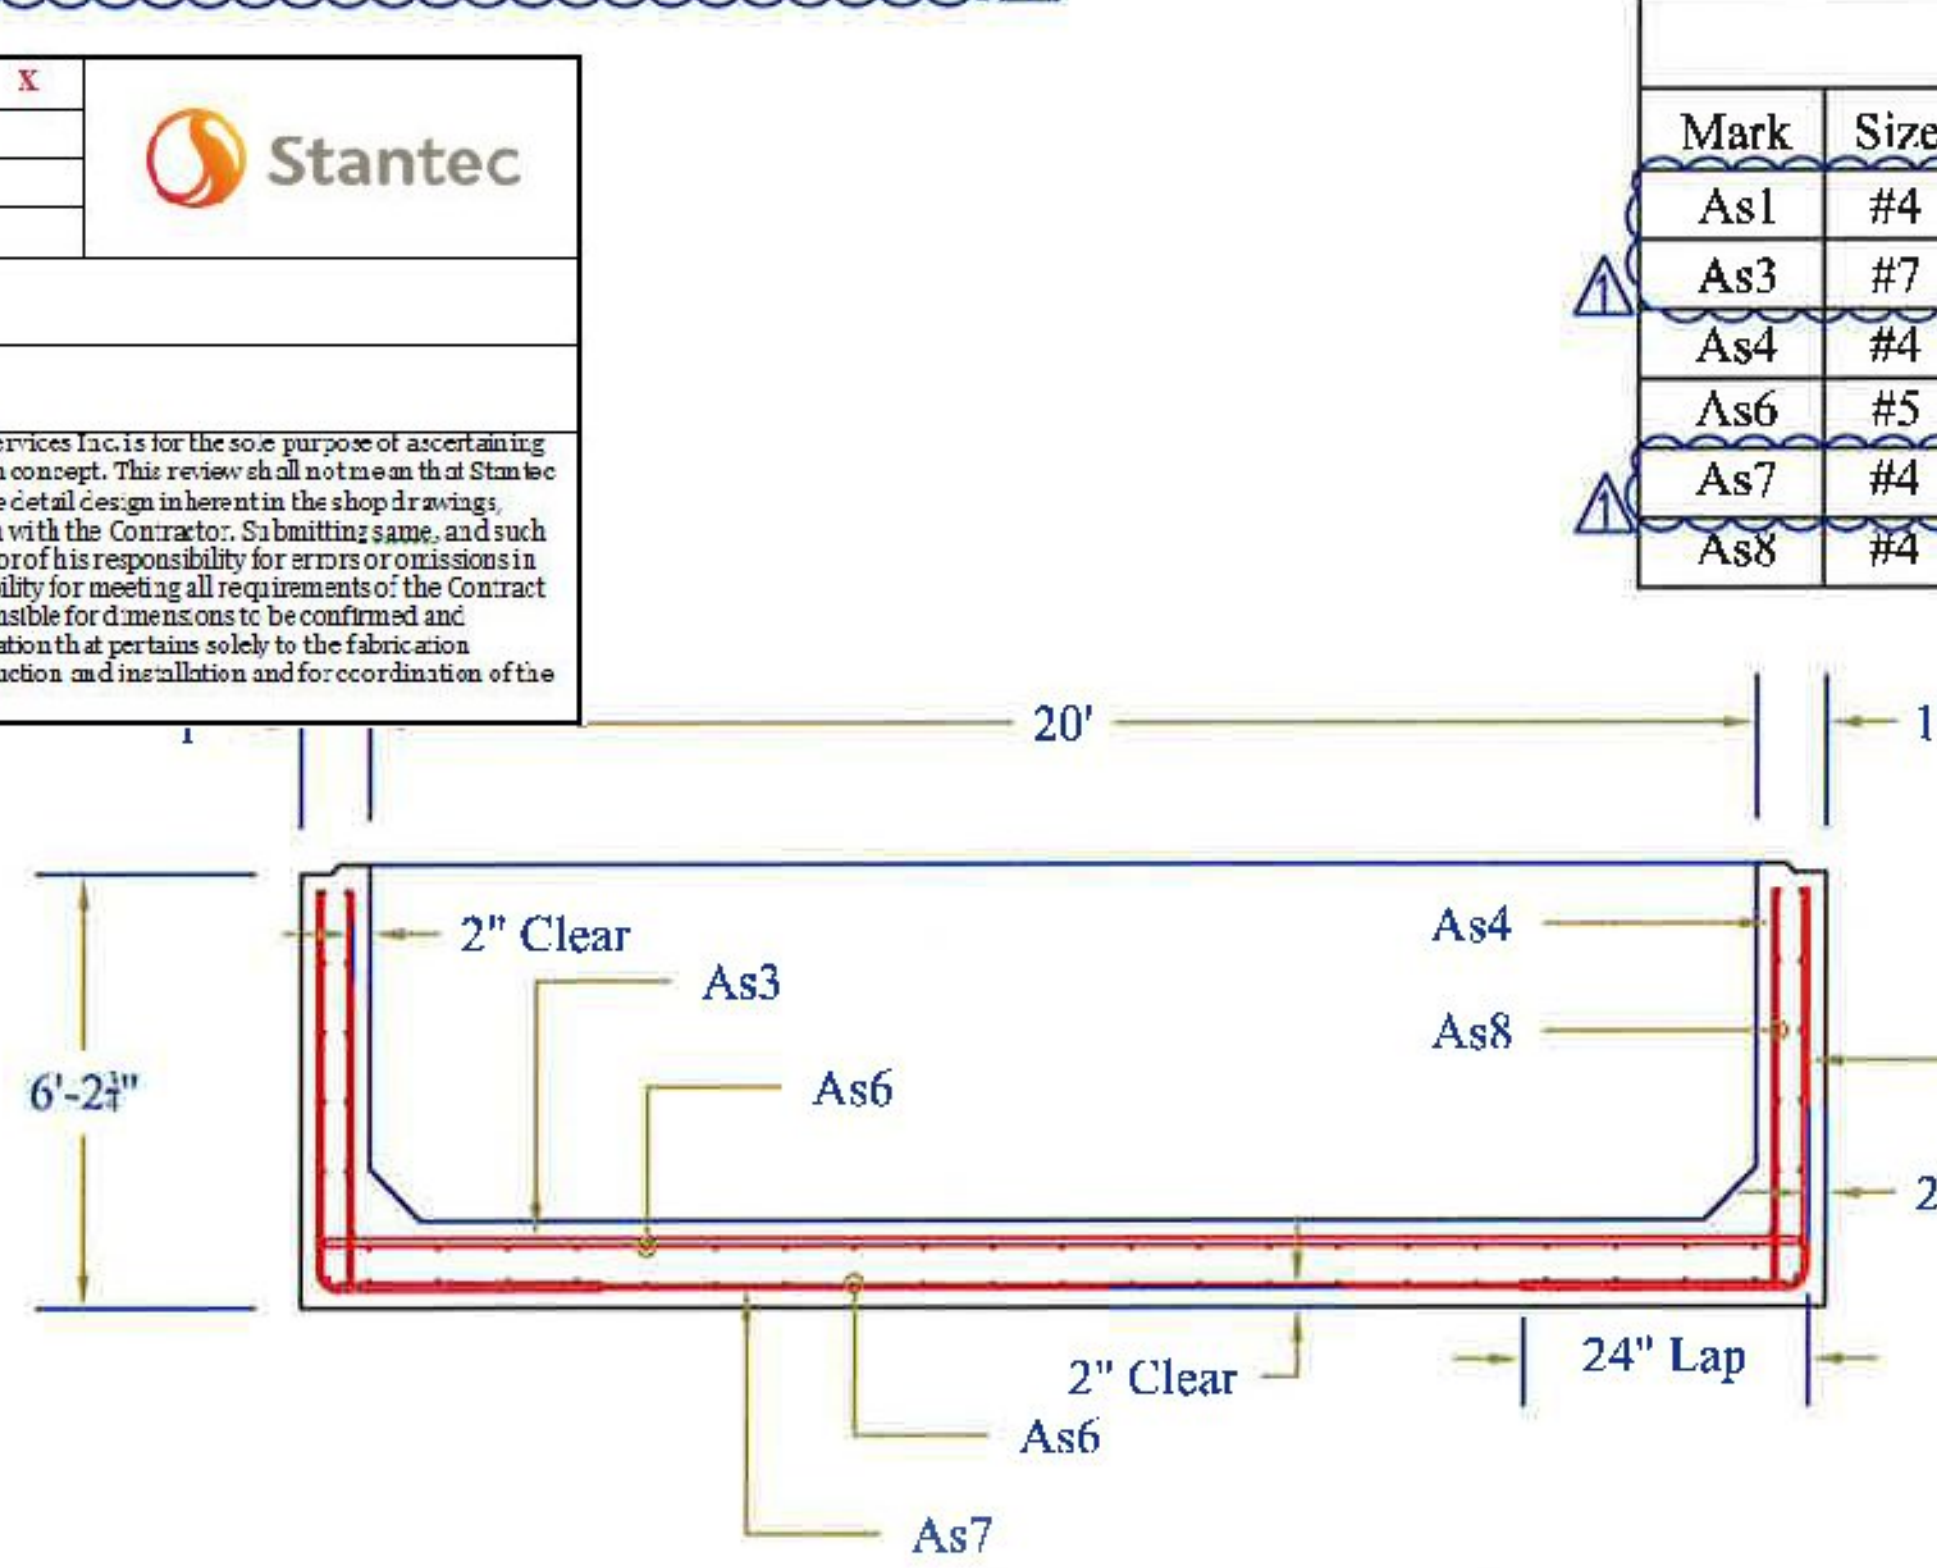 X
Stantec
ervices Inc. is for the sole purpose of ascertaining
concept. This review shall not mean that Stantec
e detail design inherent in the shop drawings,
with the Contractor. Submitting same, and such
or of his responsibility for errors or omissions in
ility for meeting all requirements of the Contract
nsible for dimensions to be confirmed and
ation that pertains solely to the fabrication
uction and installation and for coordination of the
Mark Size
As1 #4
As3 #7
1
As4 #4
As6 #5
As7 #4
1
As8 #4
20'
1
2" Clear
As4
As3
As8
6'-2¾"
As6
2
24" Lap
2" Clear
As6
As7